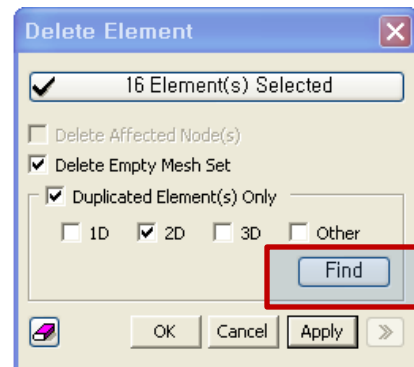 Delete Element
16 Element(s) Selected
Delete Affected Node(s)
Delete Empty Mesh Set
Duplicated Element(s) Only
1D 2D 3D Other
Find
OK Cancel Apply >>